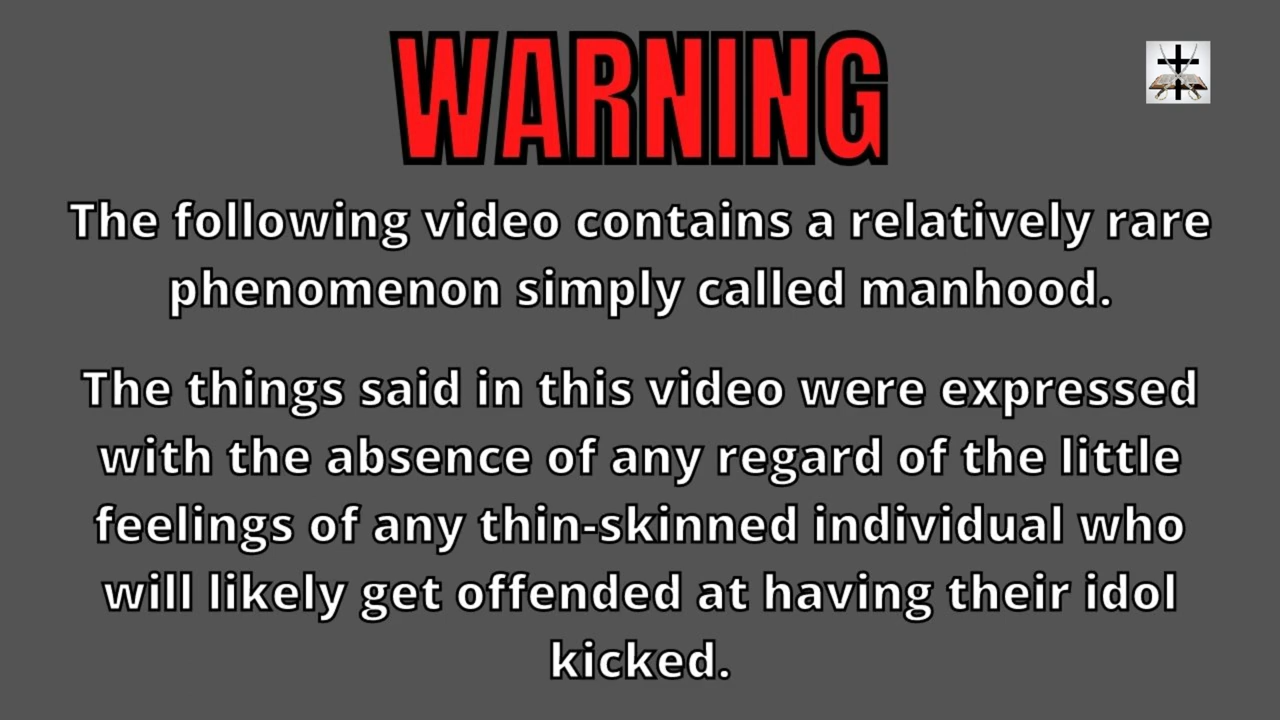 WARNING
The following video contains a relatively rare
phenomenon simply called manhood.
The things said in this video were expressed
with the absence of any regard of the little
feelings of any thin-skinned individual who
will likely get offended at having their idol
kicked.